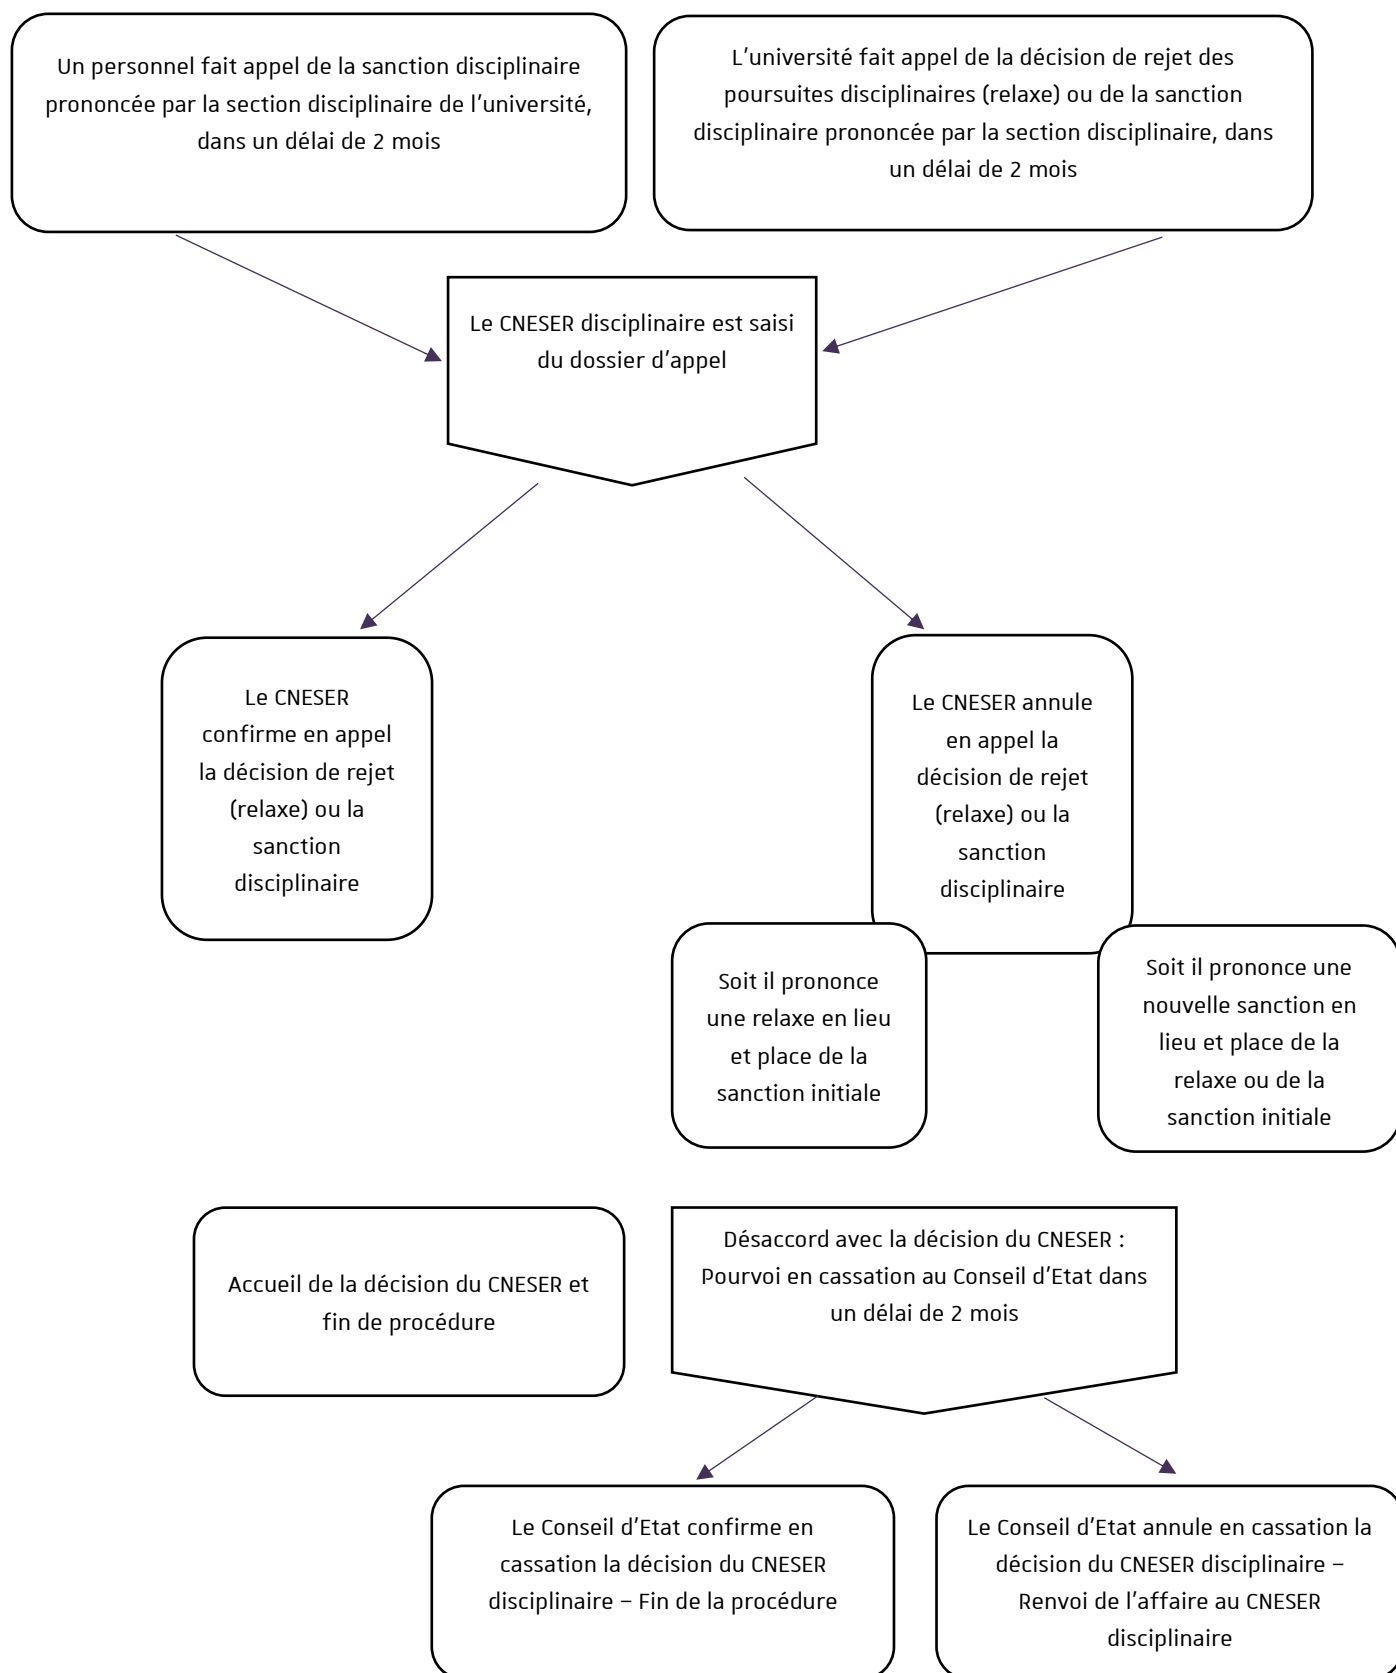 Un personnel fait appel de la sanction disciplinaire
prononcée par la section disciplinaire de l’université,
dans un délai de 2 mois
L’université fait appel de la décision de rejet des
poursuites disciplinaires (relaxe) ou de la sanction
disciplinaire prononcée par la section disciplinaire, dans
un délai de 2 mois
Le CNESER disciplinaire est saisi
du dossier d’appel
Le CNESER
confirme en appel
la décision de rejet
(relaxe) ou la
sanction
disciplinaire
Le CNESER annule
en appel la
décision de rejet
(relaxe) ou la
sanction
disciplinaire
Soit il prononce
une relaxe en lieu
et place de la
sanction initiale
Soit il prononce une
nouvelle sanction en
lieu et place de la
relaxe ou de la
sanction initiale
Accueil de la décision du CNESER et
fin de procédure
Désaccord avec la décision du CNESER :
Pourvoi en cassation au Conseil d’Etat dans
un délai de 2 mois
Le Conseil d’Etat confirme en
cassation la décision du CNESER
disciplinaire – Fin de la procédure
Le Conseil d’Etat annule en cassation la
décision du CNESER disciplinaire –
Renvoi de l’affaire au CNESER
disciplinaire